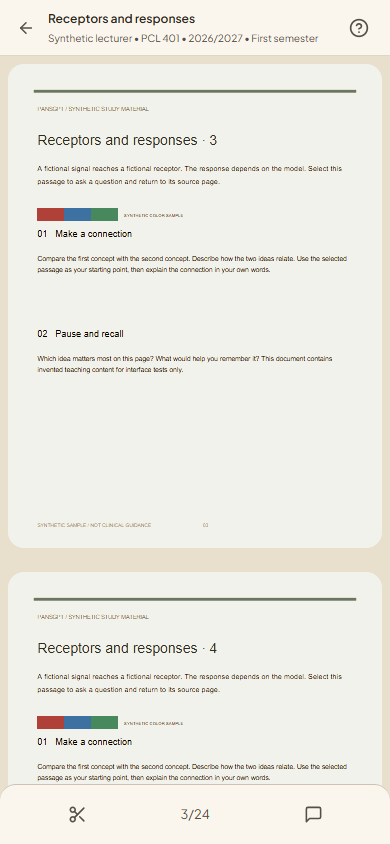 Receptors and responses
Synthetic lecturer • PCL 401 • 2026/2027 • First semester
PANSGPT / SYNTHETIC STUDY MATERIAL
Receptors and responses · 3
A fictional signal reaches a fictional receptor. The response depends on the model. Select this
passage to ask a question and return to its source page.
SYNTHETIC COLOR SAMPLE
01 Make a connection
Compare the first concept with the second concept. Describe how the two ideas relate. Use the selected
passage as your starting point, then explain the connection in your own words.
02 Pause and recall
Which idea matters most on this page? What would help you remember it? This document contains
invented teaching content for interface tests only.
SYNTHETIC SAMPLE / NOT CLINICAL GUIDANCE 03
PANSGPT / SYNTHETIC STUDY MATERIAL
Receptors and responses · 4
A fictional signal reaches a fictional receptor. The response depends on the model. Select this
passage to ask a question and return to its source page.
SYNTHETIC COLOR SAMPLE
01 Make a connection
Compare the first concept with the second concept. Describe how the two ideas relate. Use the selected
passage as your starting point, then explain the connection in your own words.
3/24